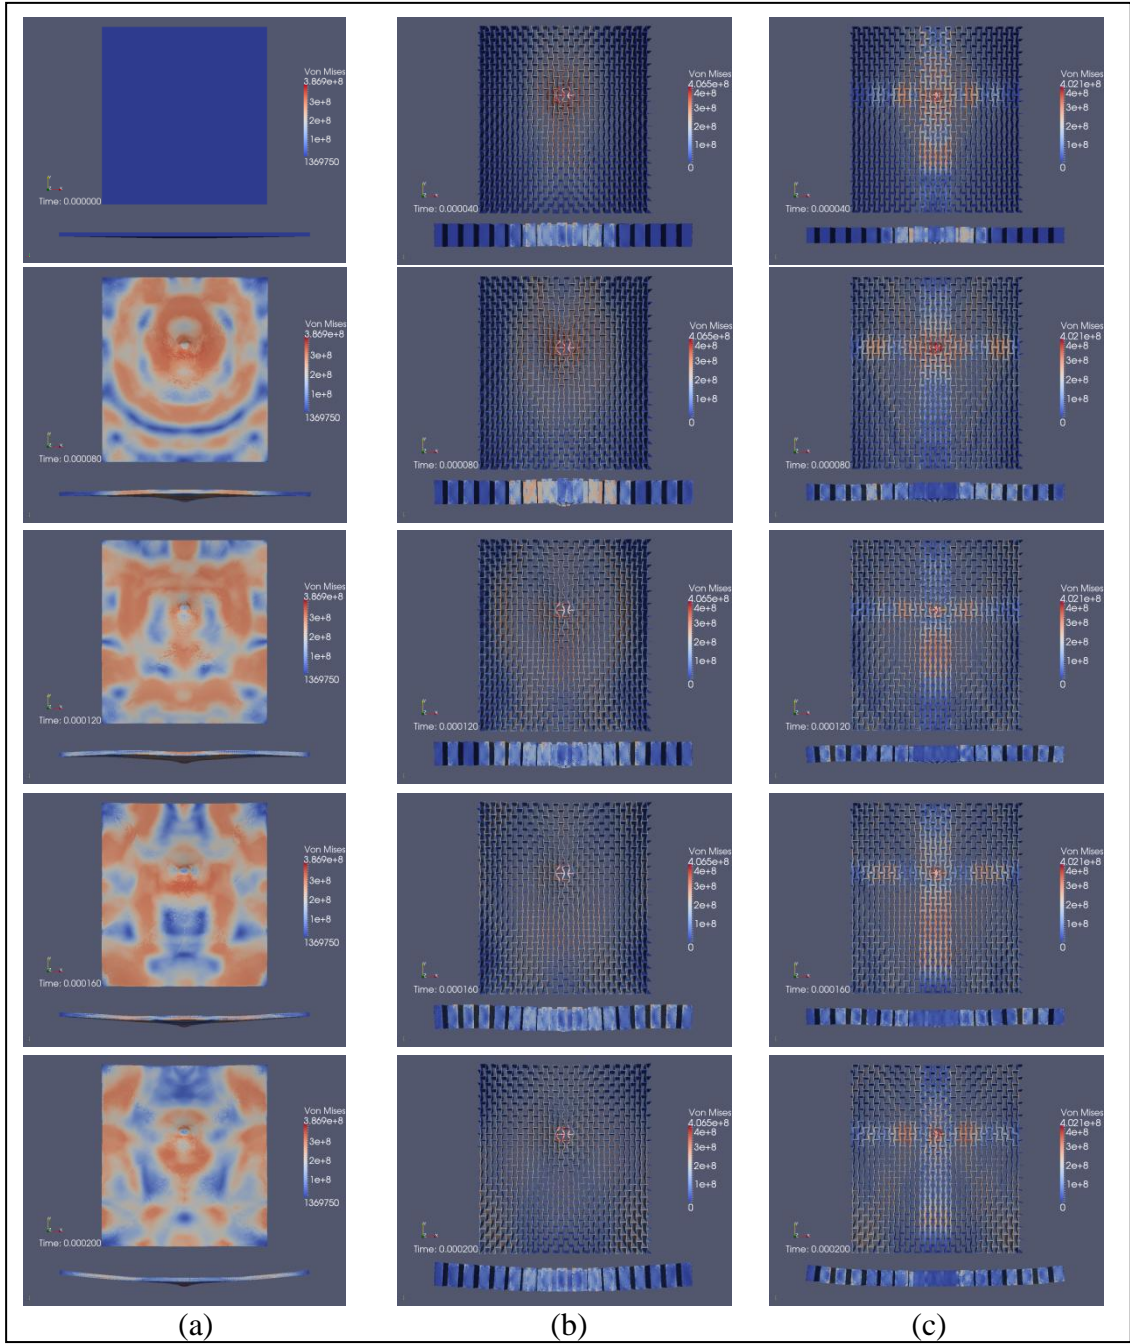 Von Mises
3.869e+8
3e+8
2e+8
1e+8
1369750
Time: 0.000000
Von Mises
4.065e+8
4e+8
3e+8
2e+8
1e+8
0
Time: 0.000040
Von Mises
4.021e+8
4e+8
3e+8
2e+8
1e+8
0
Time: 0.000040
Von Mises
3.869e+8
3e+8
2e+8
1e+8
1369750
Time: 0.000080
Von Mises
4.065e+8
4e+8
3e+8
2e+8
1e+8
0
Time: 0.000080
Von Mises
4.021e+8
4e+8
3e+8
2e+8
1e+8
0
Time: 0.000080
Von Mises
3.869e+8
3e+8
2e+8
1e+8
1369750
Time: 0.000120
Von Mises
4.065e+8
4e+8
3e+8
2e+8
1e+8
0
Time: 0.000120
Von Mises
4.021e+8
4e+8
3e+8
2e+8
1e+8
0
Time: 0.000120
Von Mises
3.869e+8
3e+8
2e+8
1e+8
1369750
Time: 0.000160
Von Mises
4.065e+8
4e+8
3e+8
2e+8
1e+8
0
Time: 0.000160
Von Mises
4.021e+8
4e+8
3e+8
2e+8
1e+8
0
Time: 0.000160
Von Mises
3.869e+8
3e+8
2e+8
1e+8
1369750
Time: 0.000200
Von Mises
4.065e+8
4e+8
3e+8
2e+8
1e+8
0
Time: 0.000200
Von Mises
4.021e+8
4e+8
3e+8
2e+8
1e+8
0
Time: 0.000200
(a) (b) (c)